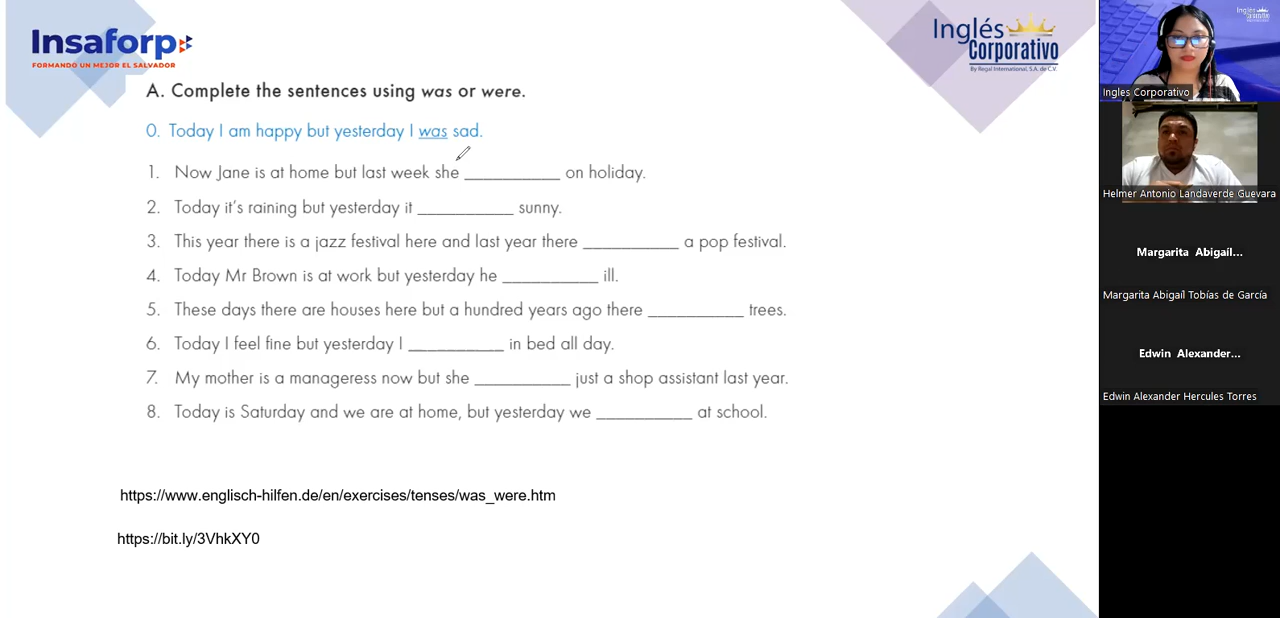 Insaforp
FORMANDO UN MEJOR EL SALVADOR
Inglés
Corporativo
By Regal International, S.A. de C.V.
A. Complete the sentences using was or were.
0. Today I am happy but yesterday I was sad.
1. Now Jane is at home but last week she __________ on holiday.
2. Today it's raining but yesterday it __________ sunny.
3. This year there is a jazz festival here and last year there __________ a pop festival.
4. Today Mr Brown is at work but yesterday he __________ ill.
5. These days there are houses here but a hundred years ago there __________ trees.
6. Today I feel fine but yesterday I __________ in bed all day.
7. My mother is a manageress now but she __________ just a shop assistant last year.
8. Today is Saturday and we are at home, but yesterday we __________ at school.
https://www.englisch-hilfen.de/en/exercises/tenses/was_were.htm
https://bit.ly/3VhkXY0
Inglés
Ingles Corporativo
Helmer Antonio Landaverde Guevara
Margarita Abigaíl...
Margarita Abigaíl Tobías de García
Edwin Alexander...
Edwin Alexander Hercules Torres